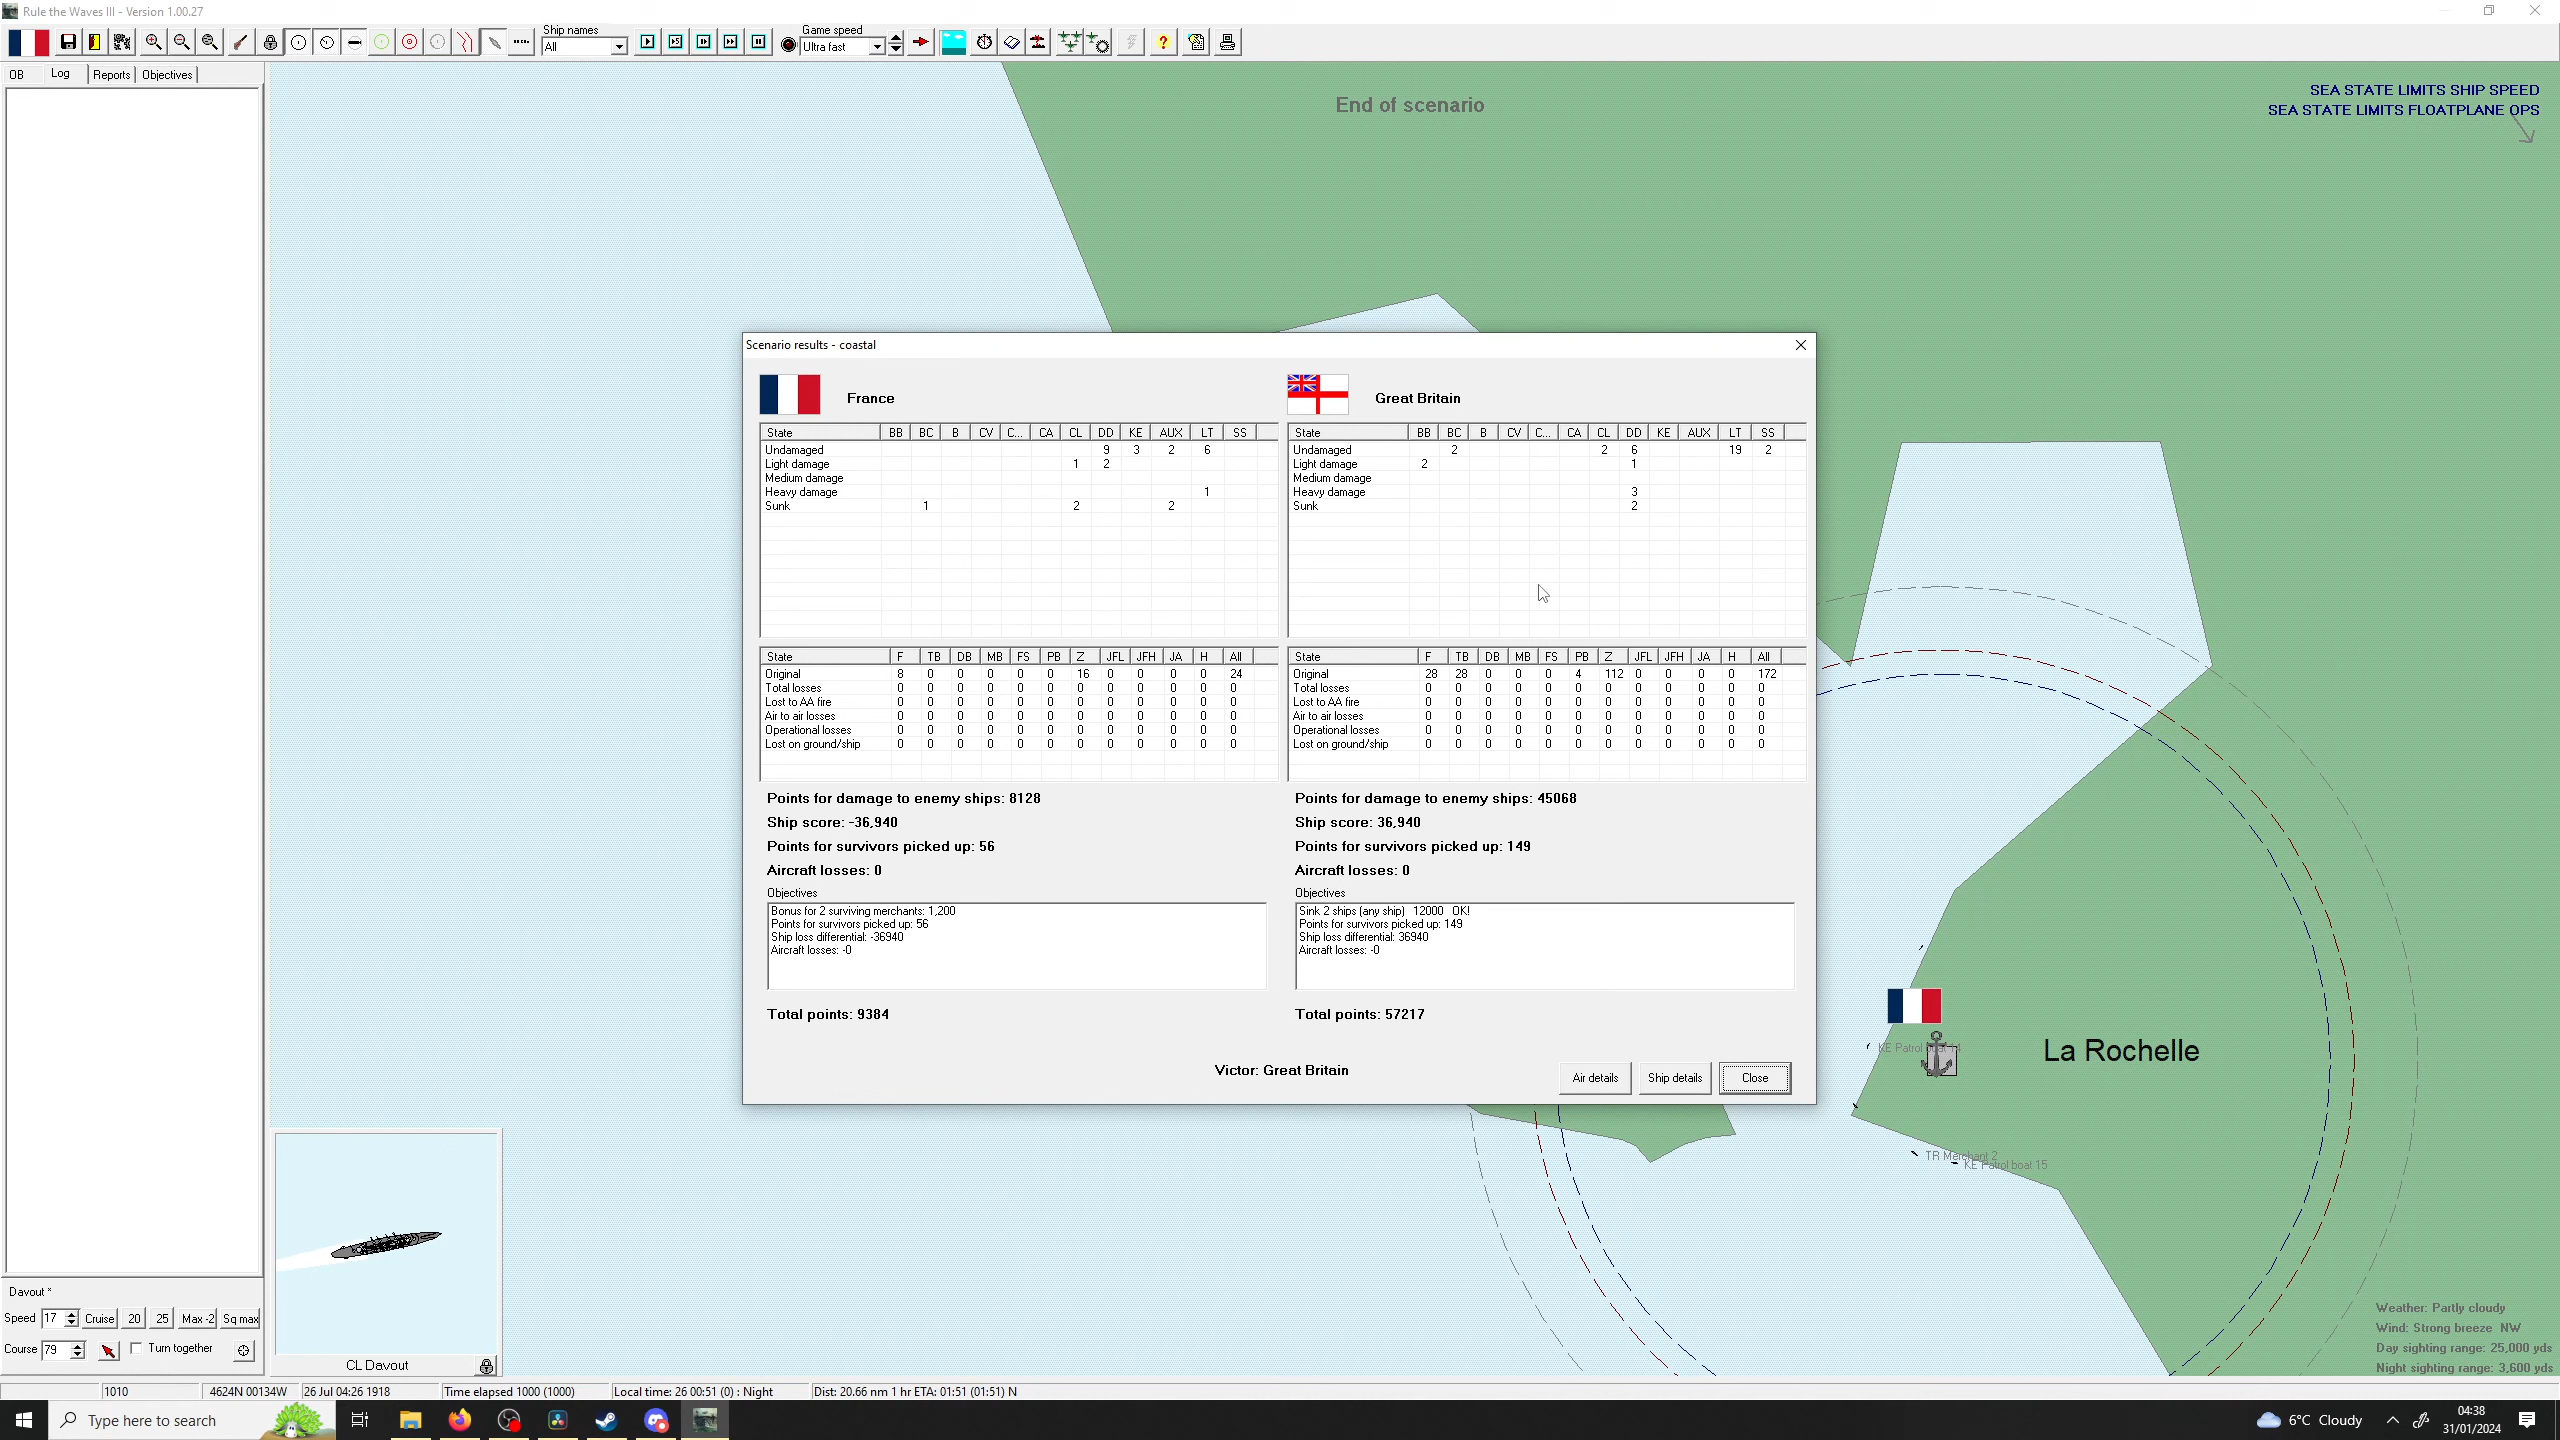 Rule the Waves III - Version 1.00.27
Ship names
All
Game speed
Ultra fast
OB
Log
Reports
Objectives
End of scenario
SEA STATE LIMITS SHIP SPEED
SEA STATE LIMITS FLOATPLANE OPS
Scenario results - coastal
France
State BB BC B CV C... CA CL DD KE AUX LT SS
Undamaged 9 3 2 6
Light damage 1 2
Medium damage
Heavy damage 1
Sunk 1 2 2
Great Britain
State BB BC B CV C... CA CL DD KE AUX LT SS
Undamaged 2 2 6 19 2
Light damage 2 1
Medium damage
Heavy damage 3
Sunk 2
State F TB DB MB FS PB Z JFL JFH JA H All
Original 8 0 0 0 0 0 16 0 0 0 0 24
Total losses 0 0 0 0 0 0 0 0 0 0 0 0
Lost to AA fire 0 0 0 0 0 0 0 0 0 0 0 0
Air to air losses 0 0 0 0 0 0 0 0 0 0 0 0
Operational losses 0 0 0 0 0 0 0 0 0 0 0 0
Lost on ground/ship 0 0 0 0 0 0 0 0 0 0 0 0
State F TB DB MB FS PB Z JFL JFH JA H All
Original 28 28 0 0 0 4 112 0 0 0 0 172
Total losses 0 0 0 0 0 0 0 0 0 0 0 0
Lost to AA fire 0 0 0 0 0 0 0 0 0 0 0 0
Air to air losses 0 0 0 0 0 0 0 0 0 0 0 0
Operational losses 0 0 0 0 0 0 0 0 0 0 0 0
Lost on ground/ship 0 0 0 0 0 0 0 0 0 0 0 0
Points for damage to enemy ships: 8128
Ship score: -36,940
Points for survivors picked up: 56
Aircraft losses: 0
Objectives
Bonus for 2 surviving merchants: 1,200
Points for survivors picked up: 56
Ship loss differential: -36940
Aircraft losses: -0
Total points: 9384
Points for damage to enemy ships: 45068
Ship score: 36,940
Points for survivors picked up: 149
Aircraft losses: 0
Objectives
Sink 2 ships (any ship) 12000 OK!
Points for survivors picked up: 149
Ship loss differential: 36940
Aircraft losses: -0
Total points: 57217
Victor: Great Britain
Air details
Ship details
Close
KE Patrol
La Rochelle
TR Merchant 2
KE Patrol boat 15
Weather: Partly cloudy
Wind: Strong breeze NW
Day sighting range: 25,000 yds
Night sighting range: 3,600 yds
Davout *
Speed 17 Cruise 20 25 Max -2 Sq max
Course 79 Turn together
CL Davout
1010 4624N 00134W 26 Jul 04:26 1918 Time elapsed 1000 (1000) Local time: 26 00:51 (0) : Night Dist: 20.66 nm 1 hr ETA: 01:51 (01:51) N
Type here to search
6°C Cloudy
04:38
31/01/2024